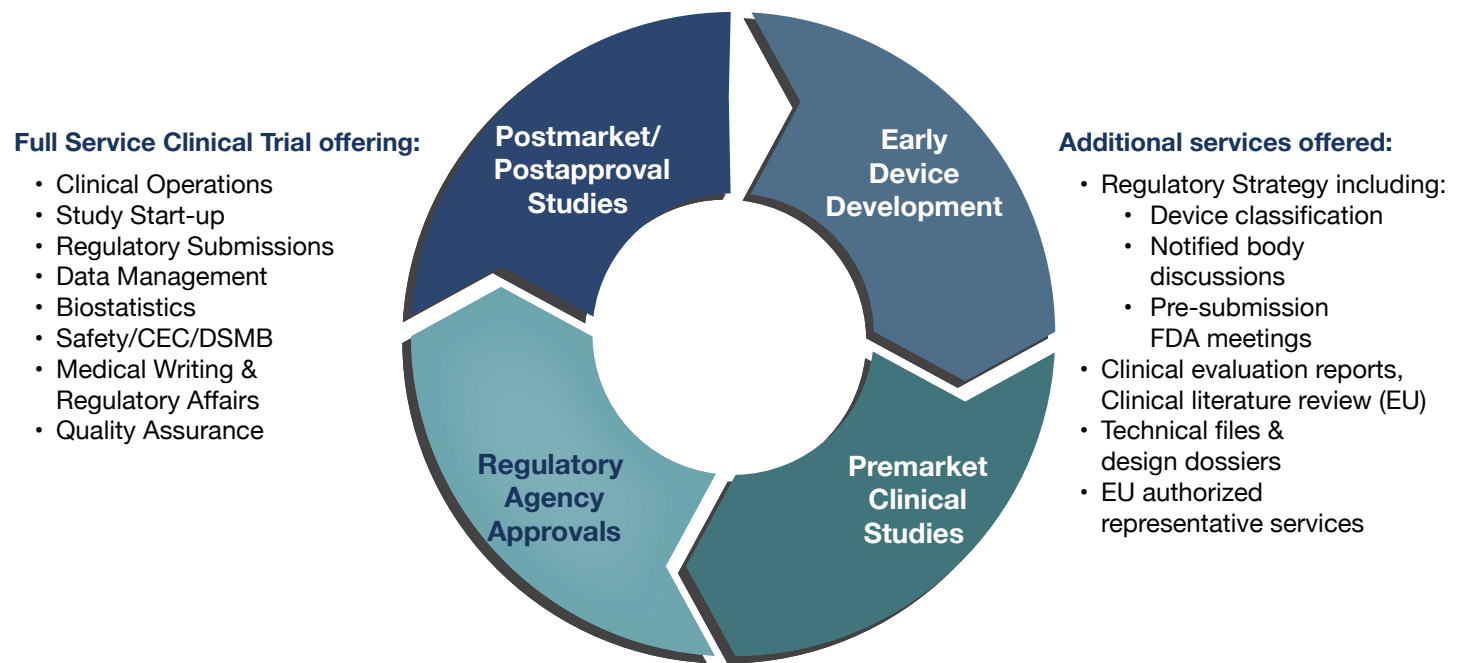 Full Service Clinical Trial offering:
• Clinical Operations
• Study Start-up
• Regulatory Submissions
• Data Management
• Biostatistics
• Safety/CEC/DSMB
• Medical Writing &
Regulatory Affairs
• Quality Assurance
Postmarket/
Postapproval
Studies
Early
Device
Development
Regulatory
Agency
Approvals
Premarket
Clinical
Studies
Additional services offered:
• Regulatory Strategy including:
• Device classification
• Notified body
discussions
• Pre-submission
FDA meetings
• Clinical evaluation reports,
Clinical literature review (EU)
• Technical files &
design dossiers
• EU authorized
representative services